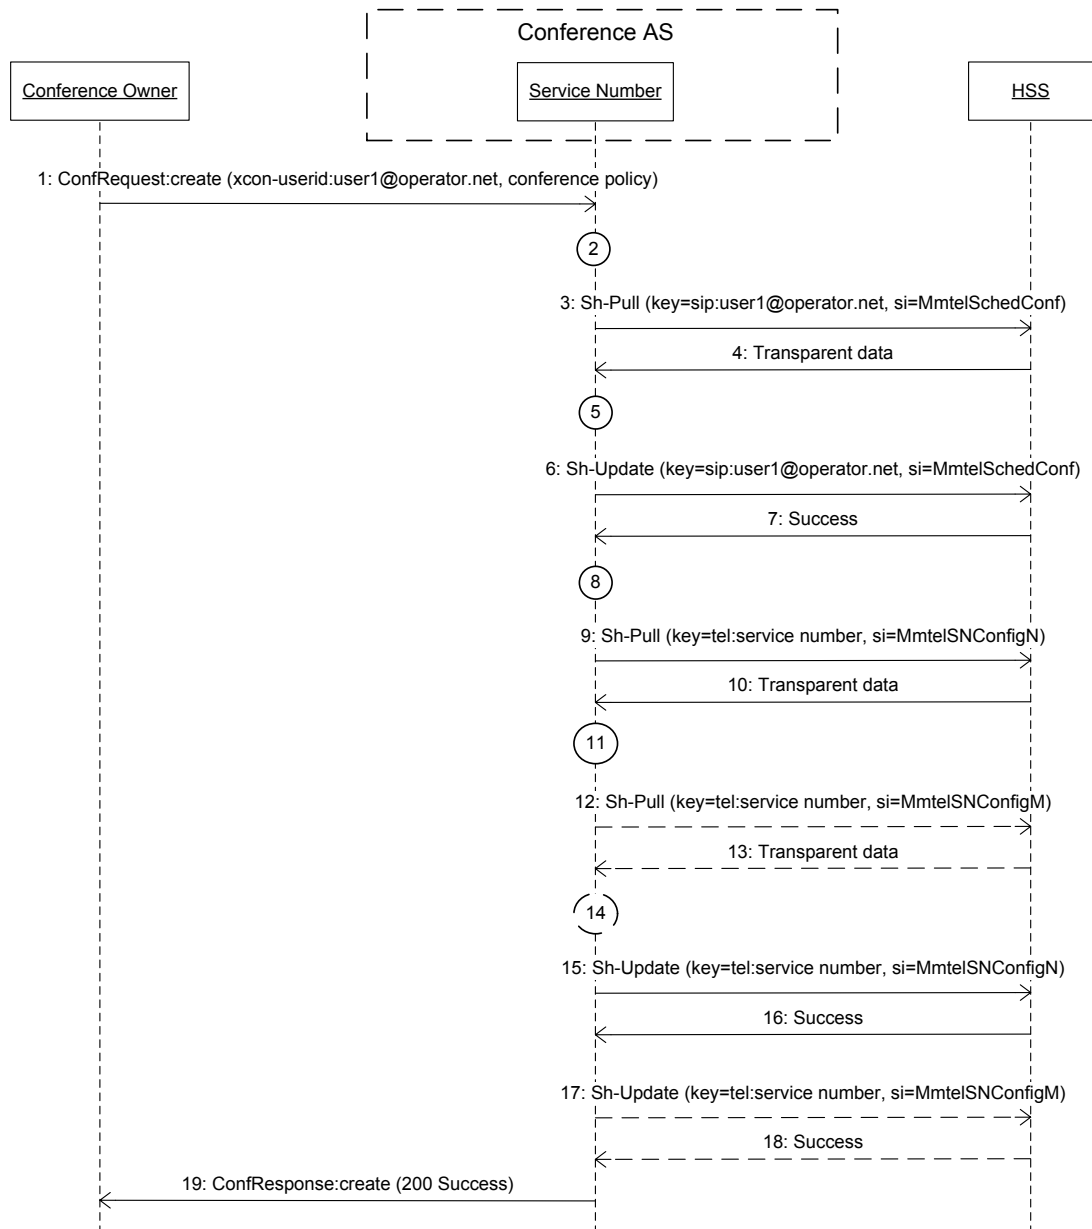 Conference AS
Conference Owner
Service Number
HSS
1: ConfRequest:create (xcon-userid:user1@operator.net, conference policy)
2
3: Sh-Pull (key=sip:user1@operator.net, si=MmtelSchedConf)
4: Transparent data
5
6: Sh-Update (key=sip:user1@operator.net, si=MmtelSchedConf)
7: Success
8
9: Sh-Pull (key=tel:service number, si=MmtelSNConfigN)
10: Transparent data
11
12: Sh-Pull (key=tel:service number, si=MmtelSNConfigM)
13: Transparent data
14
15: Sh-Update (key=tel:service number, si=MmtelSNConfigN)
16: Success
17: Sh-Update (key=tel:service number, si=MmtelSNConfigM)
18: Success
19: ConfResponse:create (200 Success)